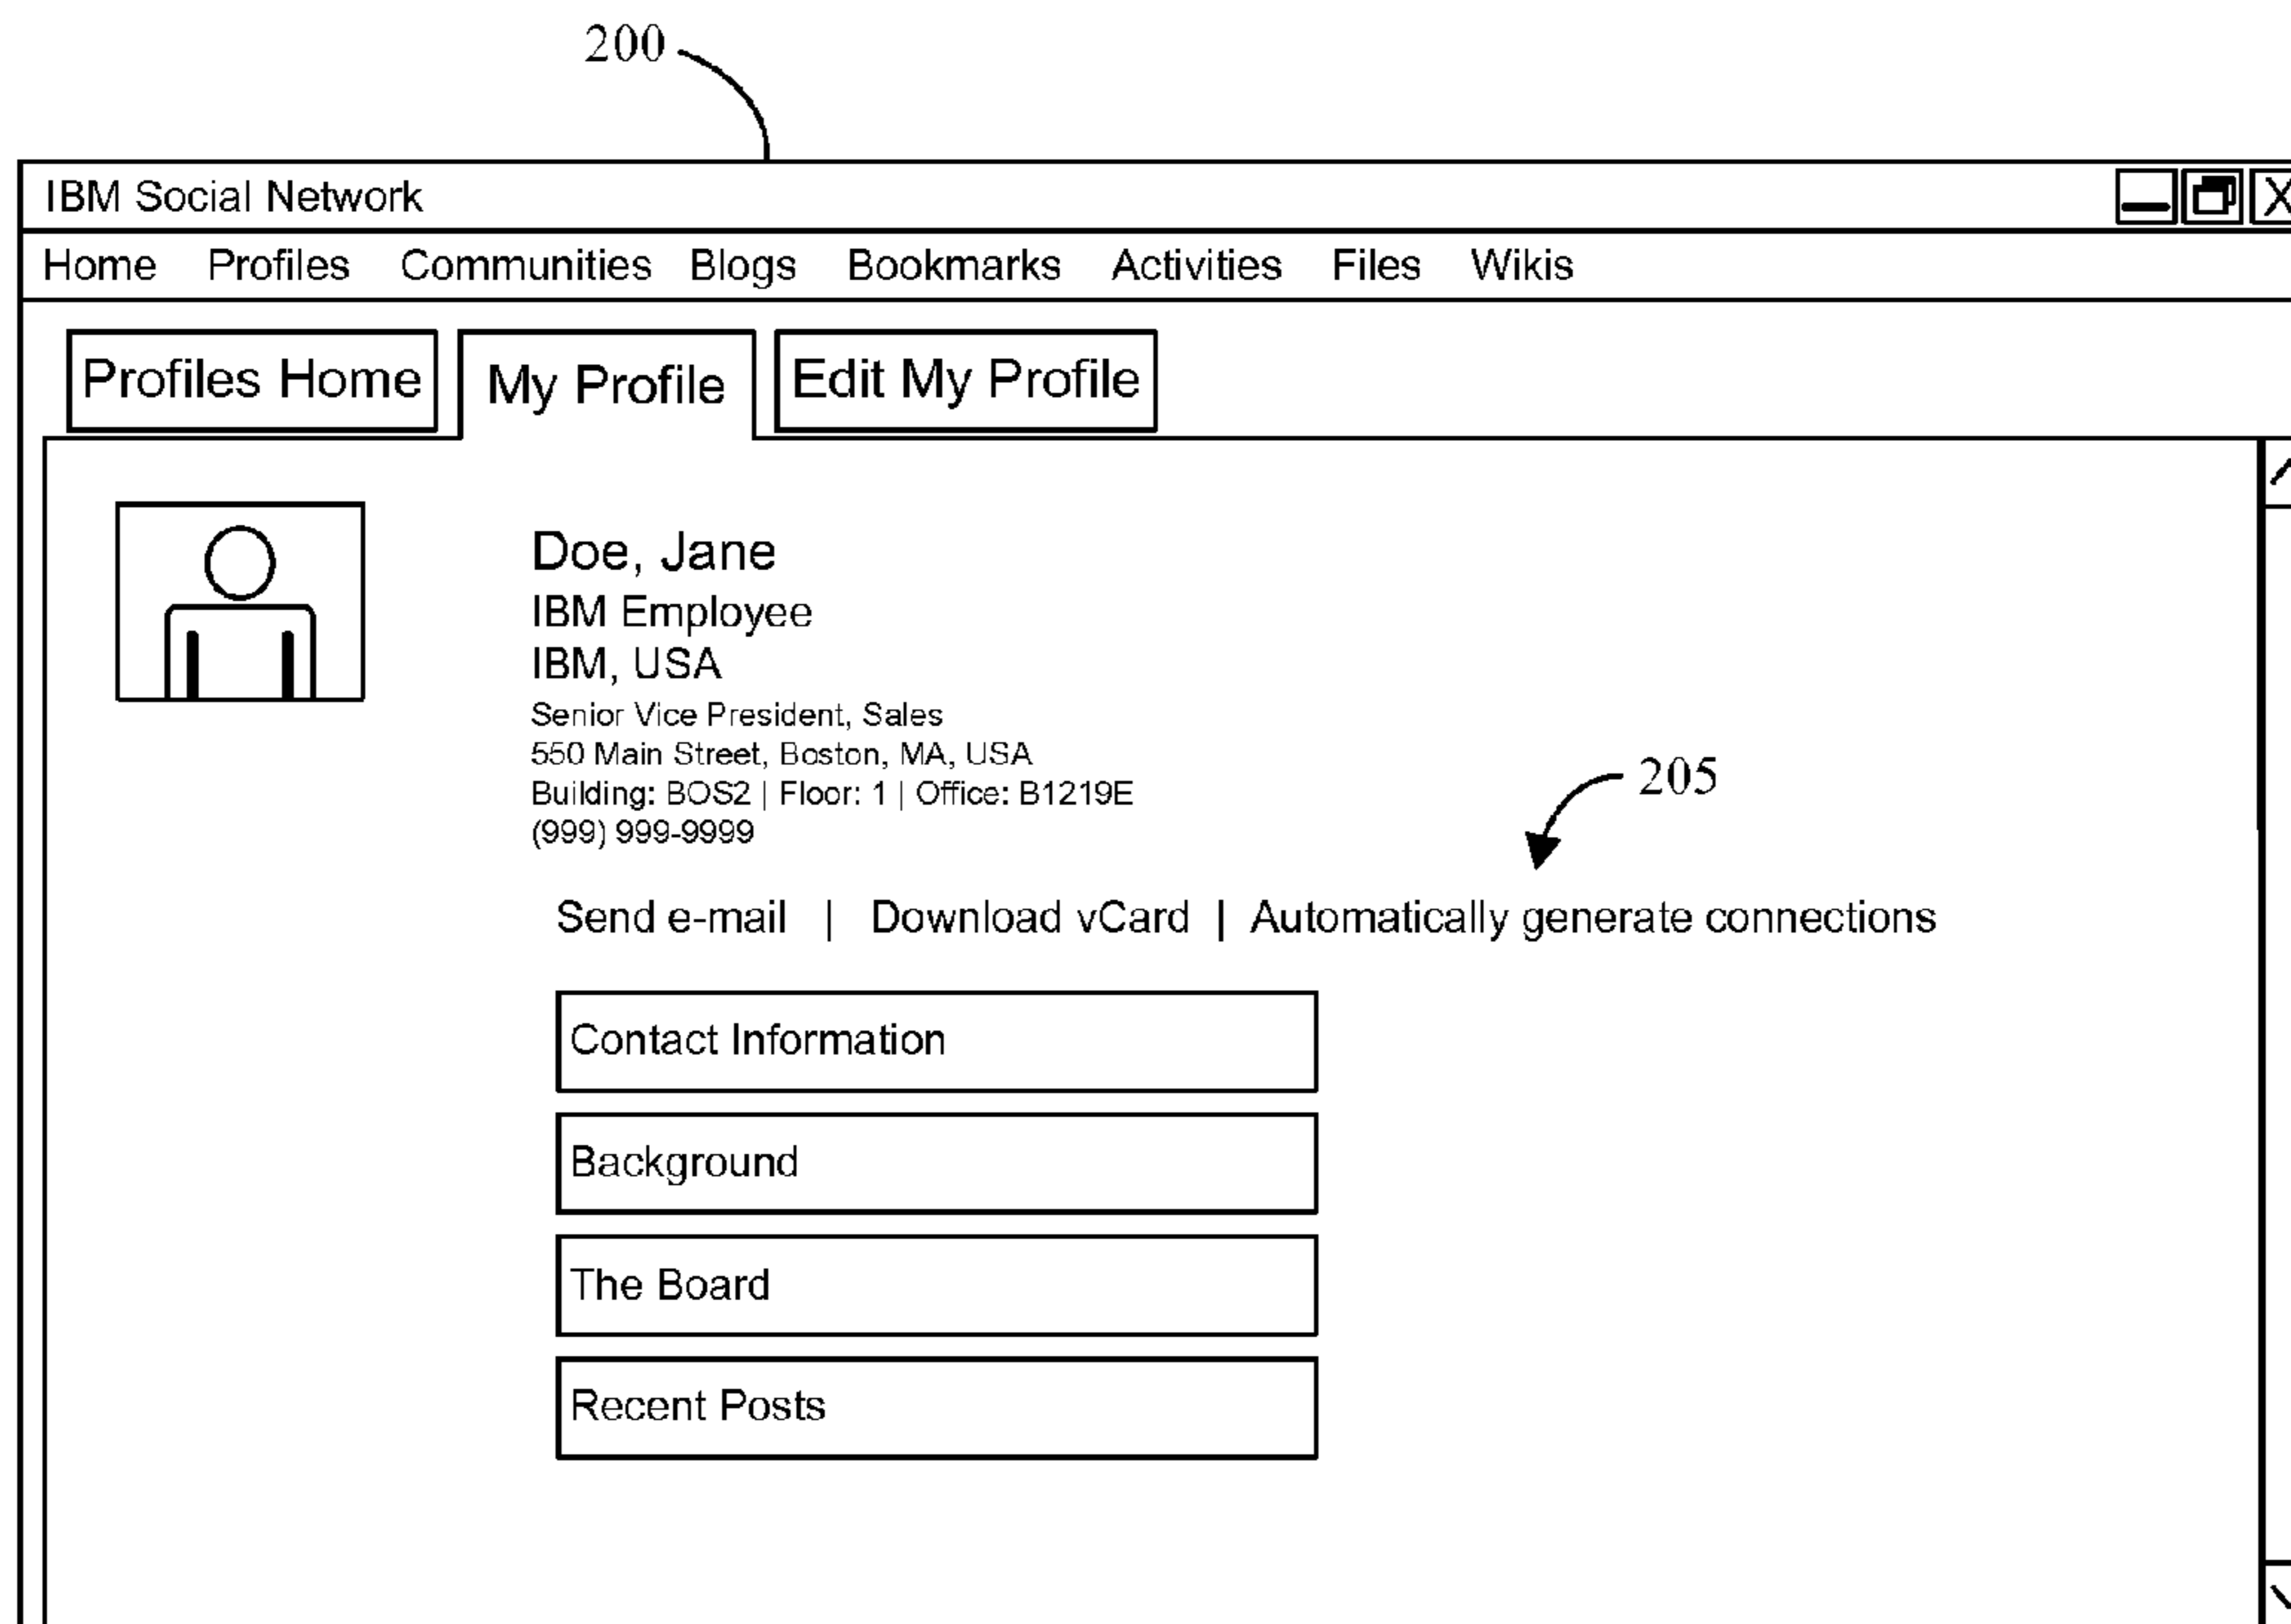 200
IBM Social Network X
Home Profiles Communities Blogs Bookmarks Activities Files Wikis
Profiles Home My Profile Edit My Profile
Doe, Jane
IBM Employee
IBM, USA
Senior Vice President, Sales
550 Main Street, Boston, MA, USA
Building: BOS2 | Floor: 1 | Office: B1219E
(999) 999-9999
205
Send e-mail | Download vCard | Automatically generate connections
Contact Information
Background
The Board
Recent Posts